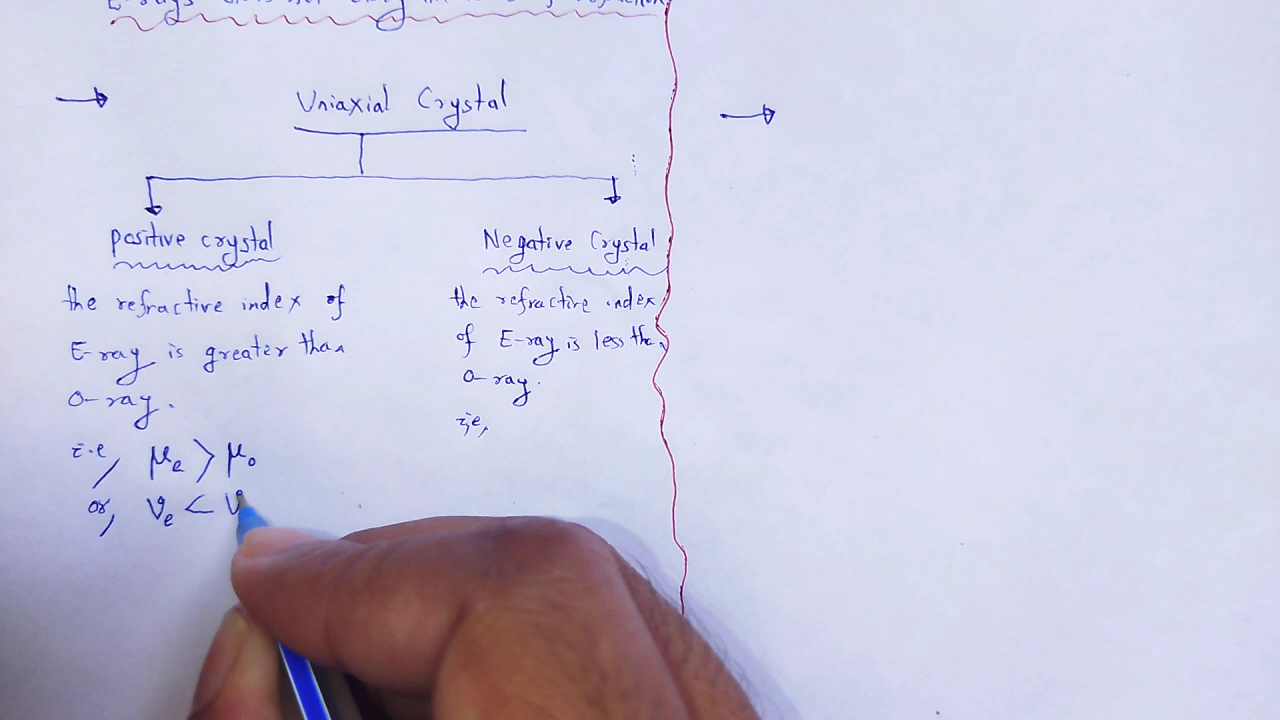 Uniaxial Crystal
positive crystal
the refractive index of
E-ray is greater than
O-ray.
i.e, μe > μo
or, ve < v
Negative Crystal
the refractive index
of E-ray is less than
O-ray.
i,e,